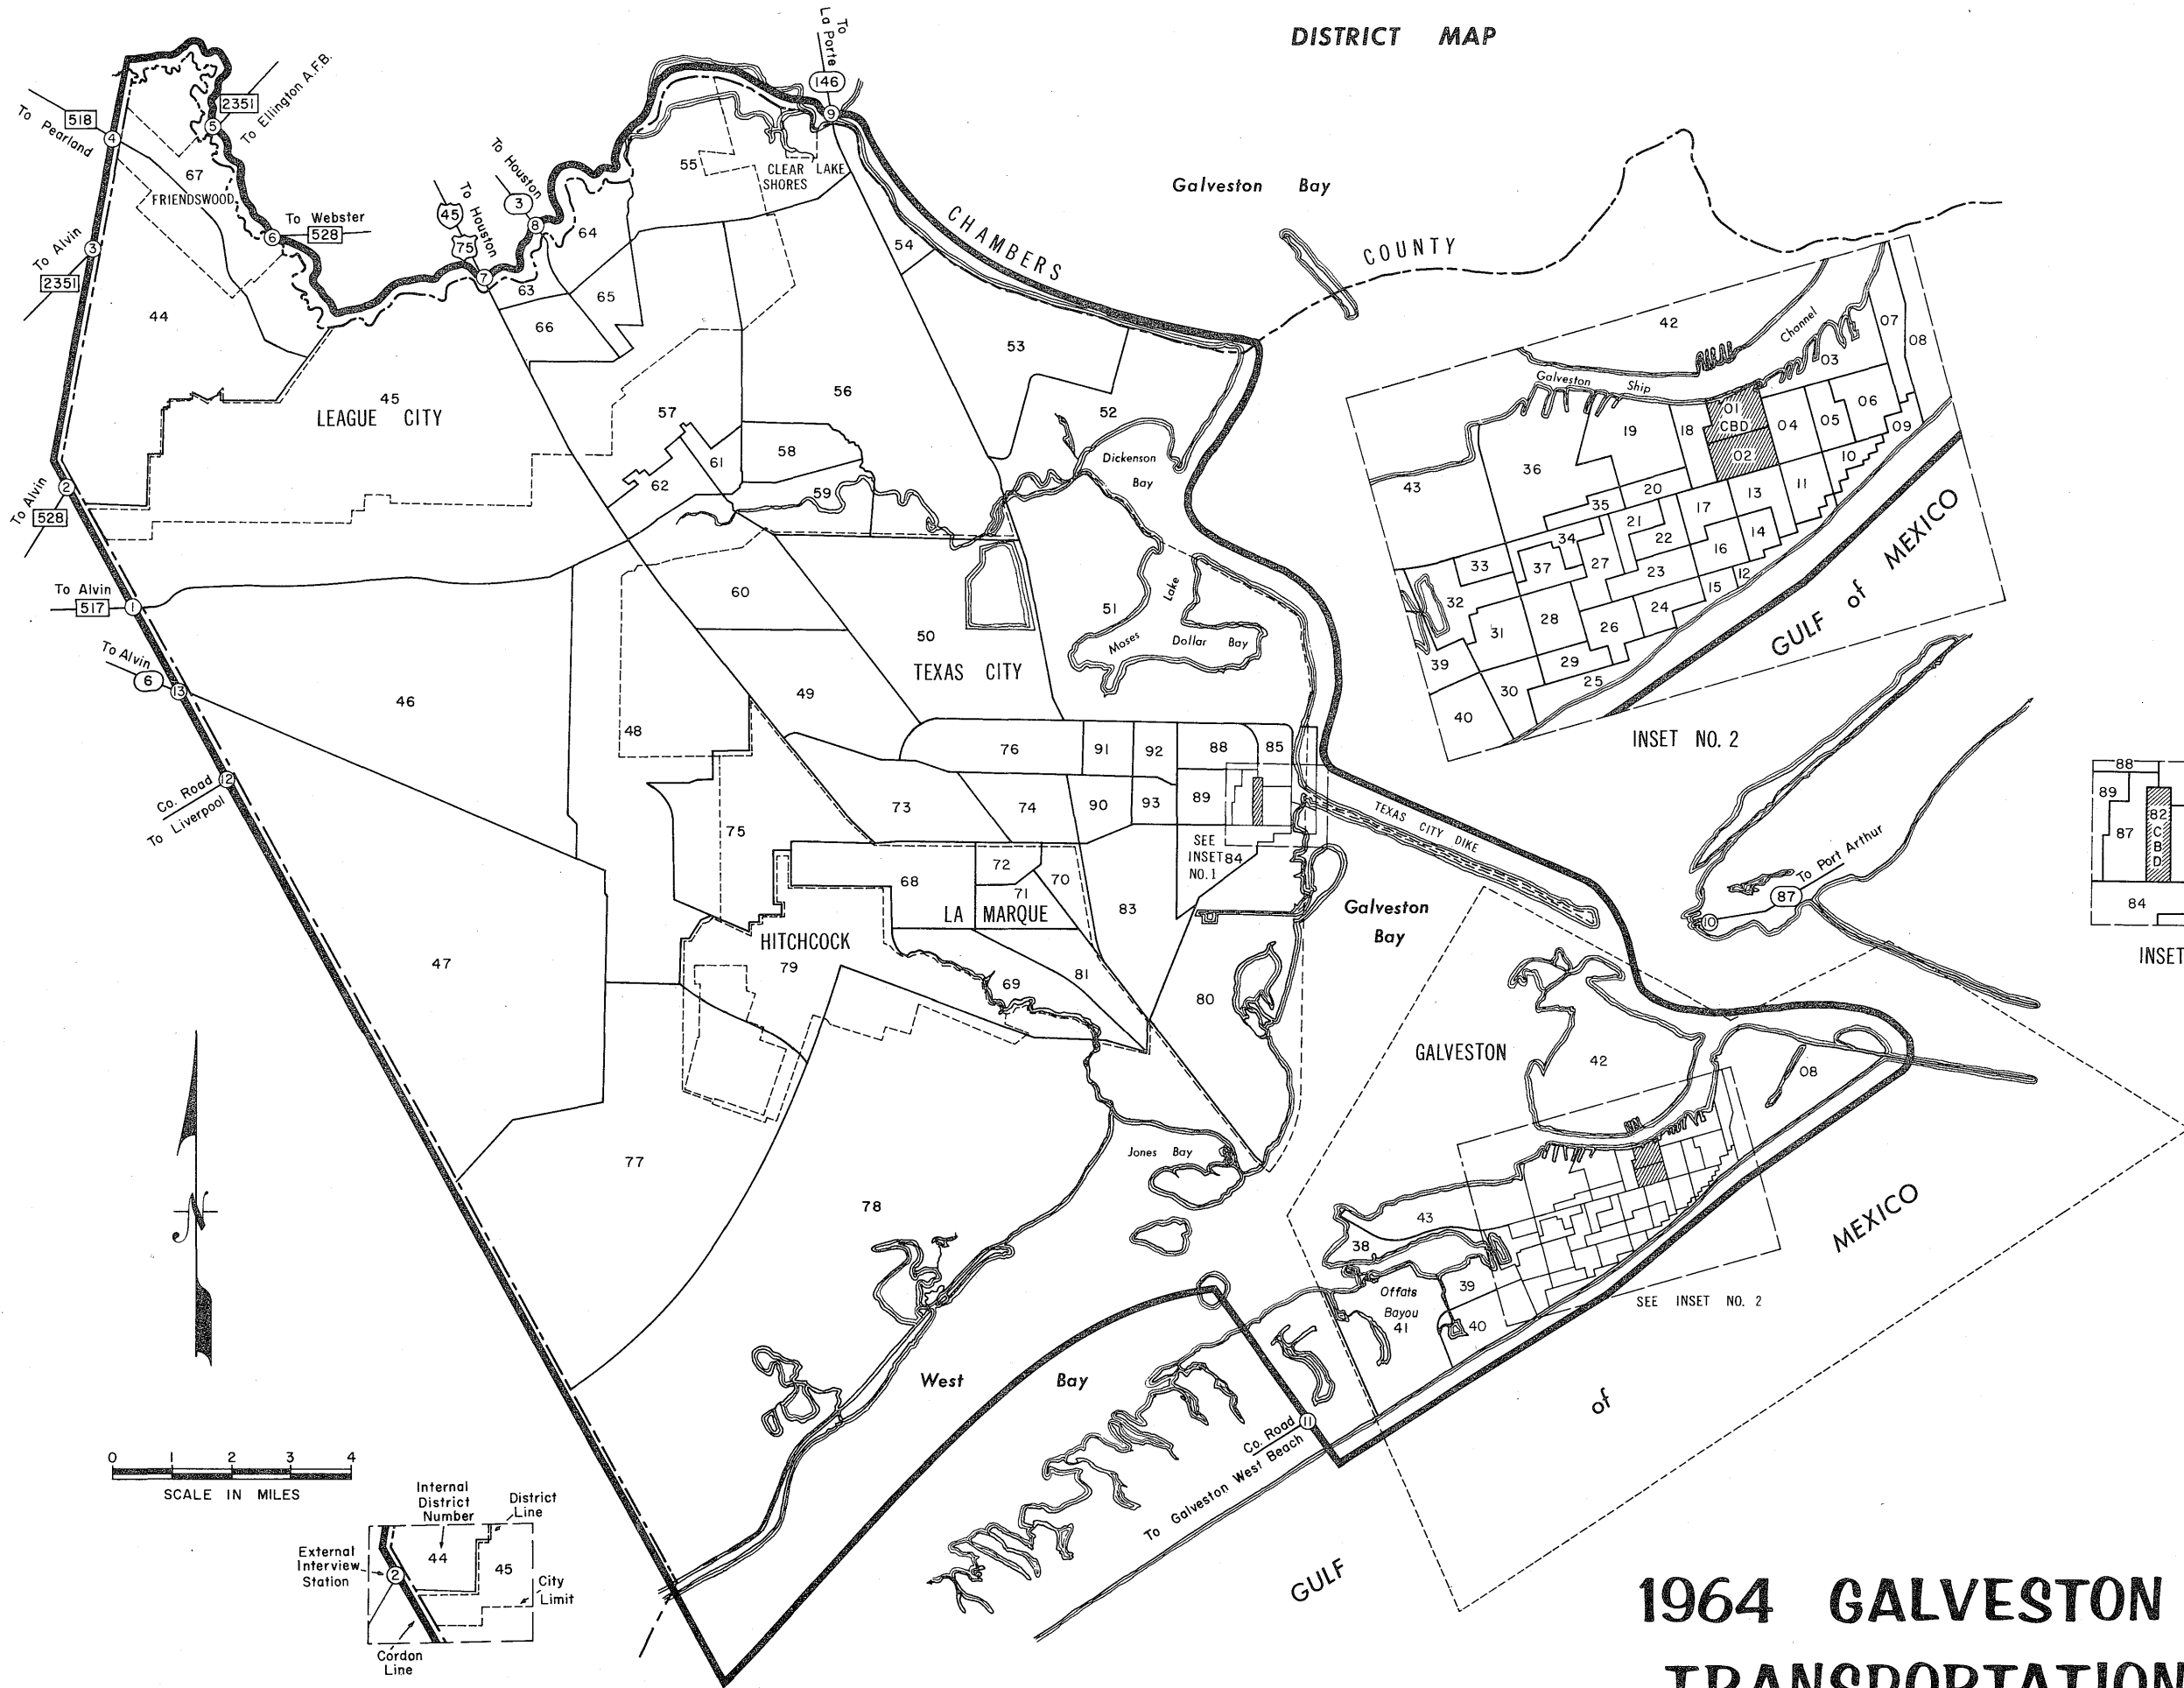 DISTRICT MAP
To
La Porte
146
9
518
To Pearland
4
2351
To Ellington A.F.B.
5
67
FRIENDSWOOD
To Webster
528
6
To Houston
45
75
7
To Houston
3
8
64
55
CLEAR LAKE
SHORES
Galveston Bay
CHAMBERS
COUNTY
To Alvin
3
2351
44
63
66
65
54
53
45
LEAGUE CITY
57
56
52
58
61
62
59
Dickenson
Bay
To Alvin
2
528
To Alvin
517
1
To Alvin
6
13
46
60
50
TEXAS CITY
51
Moses
Lake
Dollar Bay
49
48
76
91
92
88
85
73
74
90
93
89
SEE
INSET
NO. 1
84
TEXAS CITY DIKE
Co. Road
12
To Liverpool
75
68
72
71
70
LA MARQUE
83
HITCHCOCK
79
47
69
81
80
Galveston
Bay
GALVESTON
42
08
77
78
Jones Bay
43
38
39
Offats
Bayou
41
40
SEE INSET NO. 2
West Bay
Co. Road
11
To Galveston West Beach
GULF
of
MEXICO
N
42
Galveston Ship
Channel
07
08
03
01
CBD
02
04
05
06
09
10
18
19
36
43
35
20
17
13
11
21
34
22
27
16
14
33
37
23
15
12
32
31
28
26
24
39
29
30
25
40
GULF of MEXICO
INSET NO. 2
To Port Arthur
87
10
88
89
87
82
C
B
D
84
INSET
0 1 2 3 4
SCALE IN MILES
Internal
District
Number
District
Line
External
Interview
Station
2
44
45
City
Limit
Cordon
Line
1964 GALVESTON
TRANSPORTATION